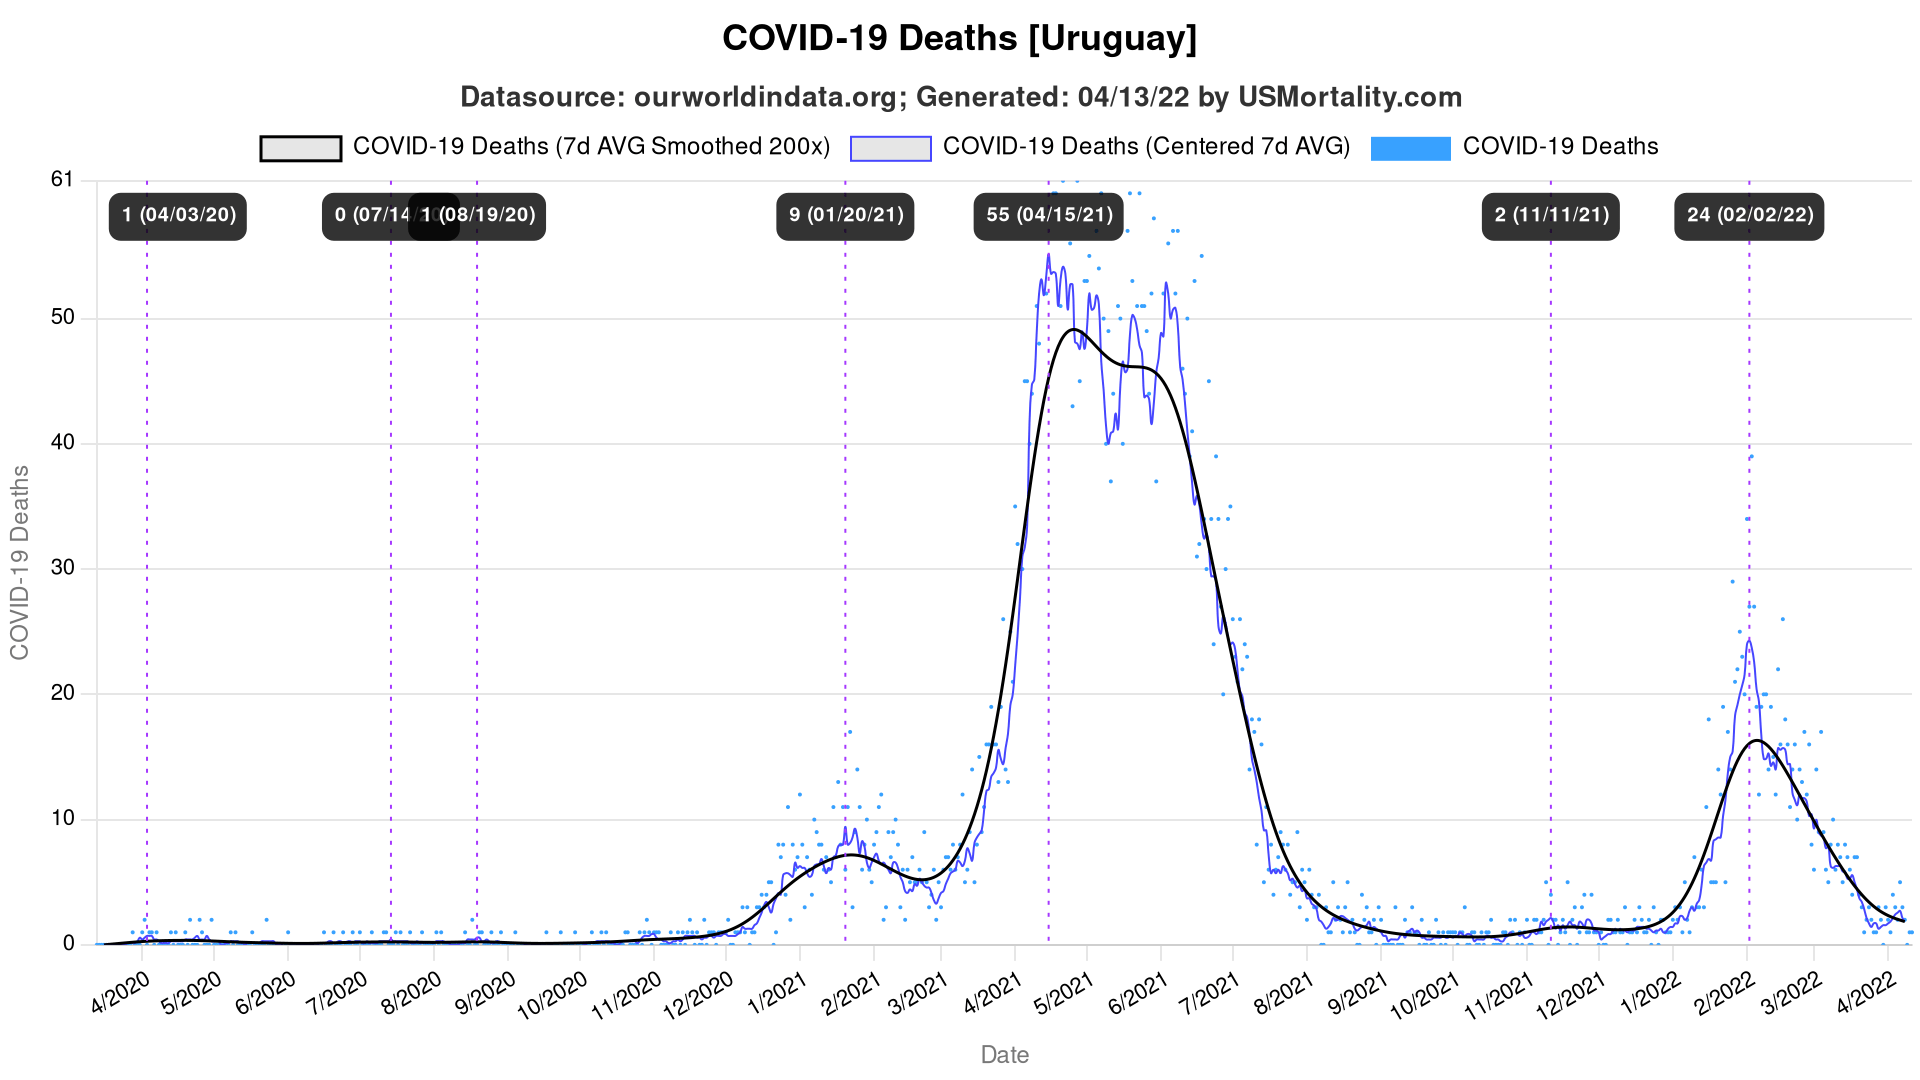 COVID-19 Deaths [Uruguay]
Datasource: ourworldindata.org; Generated: 04/13/22 by USMortality.com
COVID-19 Deaths (7d AVG Smoothed 200x) COVID-19 Deaths (Centered 7d AVG) COVID-19 Deaths
61
1 (04/03/20) 0 (07/14/ 1 (08/19/20) 9 (01/20/21) 55 (04/15/21) 2 (11/11/21) 24 (02/02/22)
50
40
30
20
10
0
COVID-19 Deaths
4/2020 5/2020 6/2020 7/2020 8/2020 9/2020 10/2020 11/2020 12/2020 1/2021 2/2021 3/2021 4/2021 5/2021 6/2021 7/2021 8/2021 9/2021 10/2021 11/2021 12/2021 1/2022 2/2022 3/2022 4/2022
Date